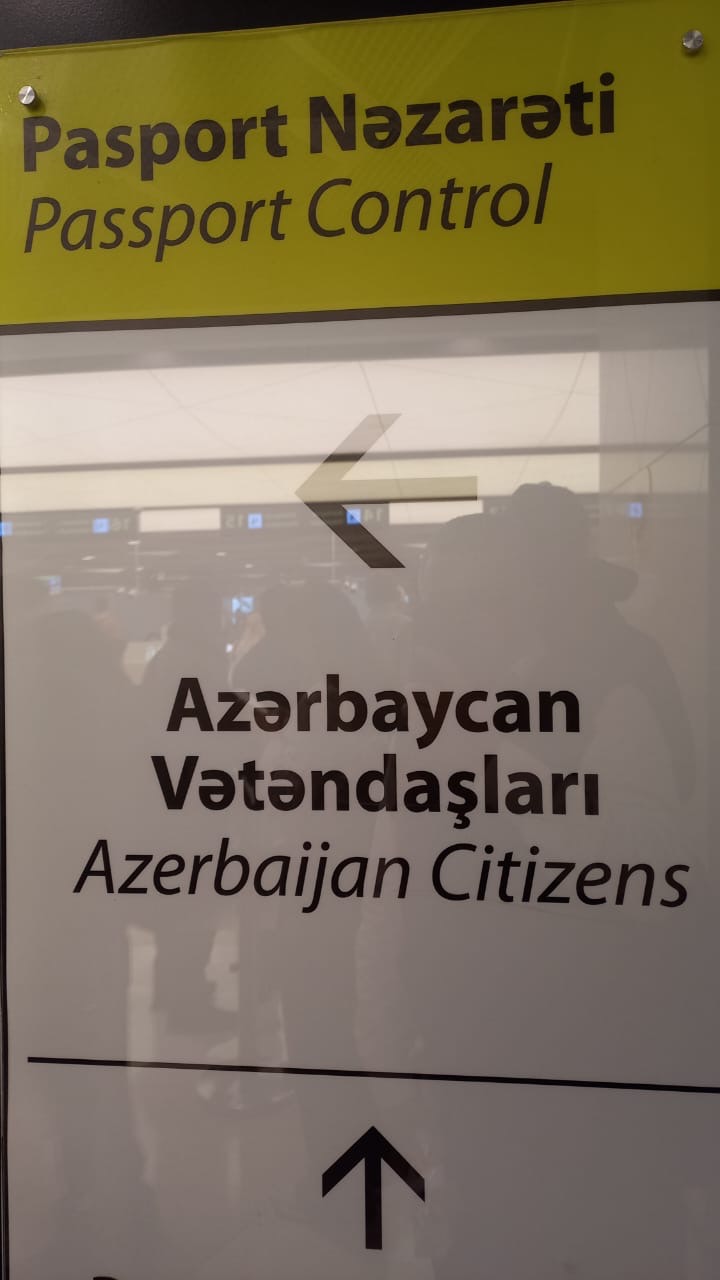 Pasport Nəzarəti
Passport Control
Azərbaycan
Vətəndaşları
Azerbaijan Citizens